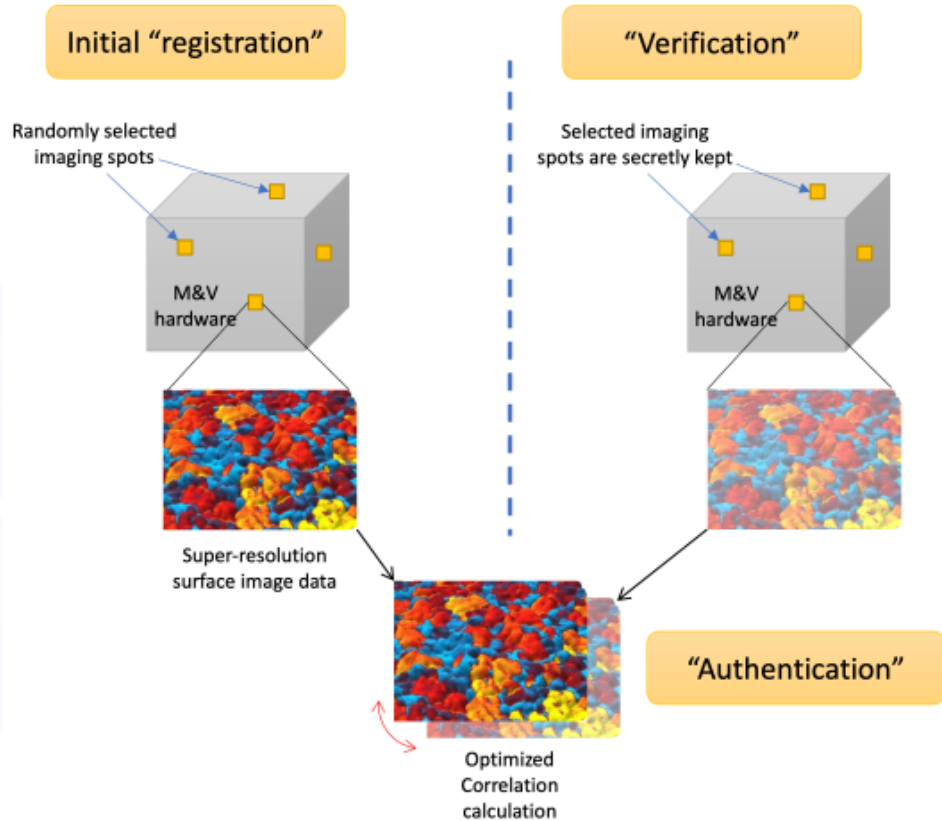 Initial “registration”
“Verification”
Randomly selected
imaging spots
Selected imaging
spots are secretly kept
M&V
hardware
M&V
hardware
Super-resolution
surface image data
“Authentication”
Optimized
Correlation
calculation